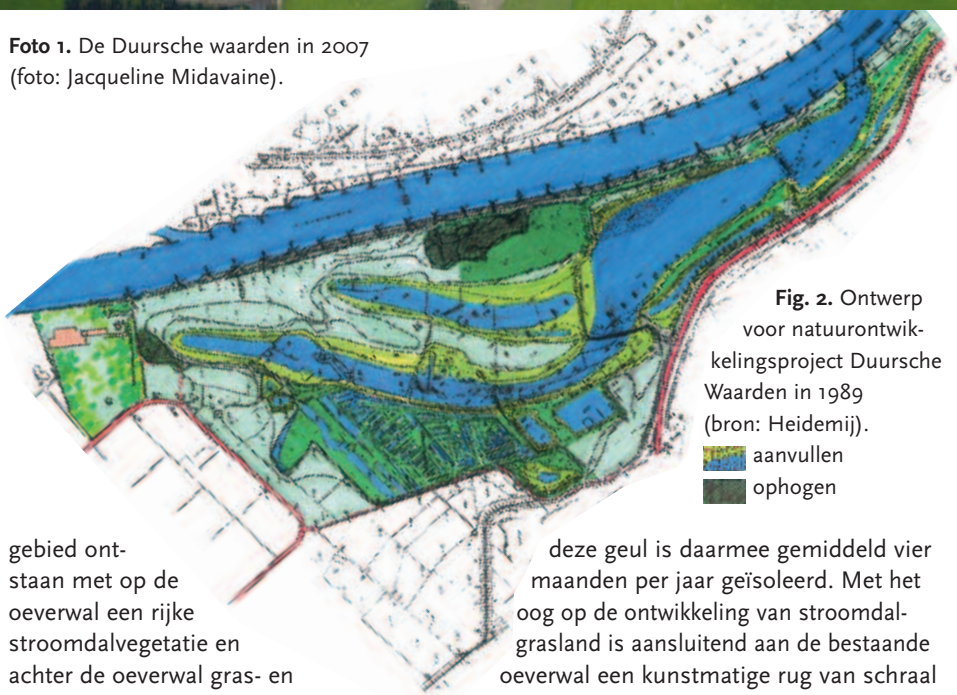 Foto 1. De Duursche waarden in 2007
(foto: Jacqueline Midavaine).
Fig. 2. Ontwerp
voor natuurontwik-
kelingsproject Duursche
Waarden in 1989
(bron: Heidemij).
aanvullen
ophogen
gebied ont-
staan met op de
oeverwal een rijke
stroomdalvegetatie en
achter de oeverwal gras- en
deze geul is daarmee gemiddeld vier
maanden per jaar geïsoleerd. Met het
oog op de ontwikkeling van stroomdal-
grasland is aansluitend aan de bestaande
oeverwal een kunstmatige rug van schraal